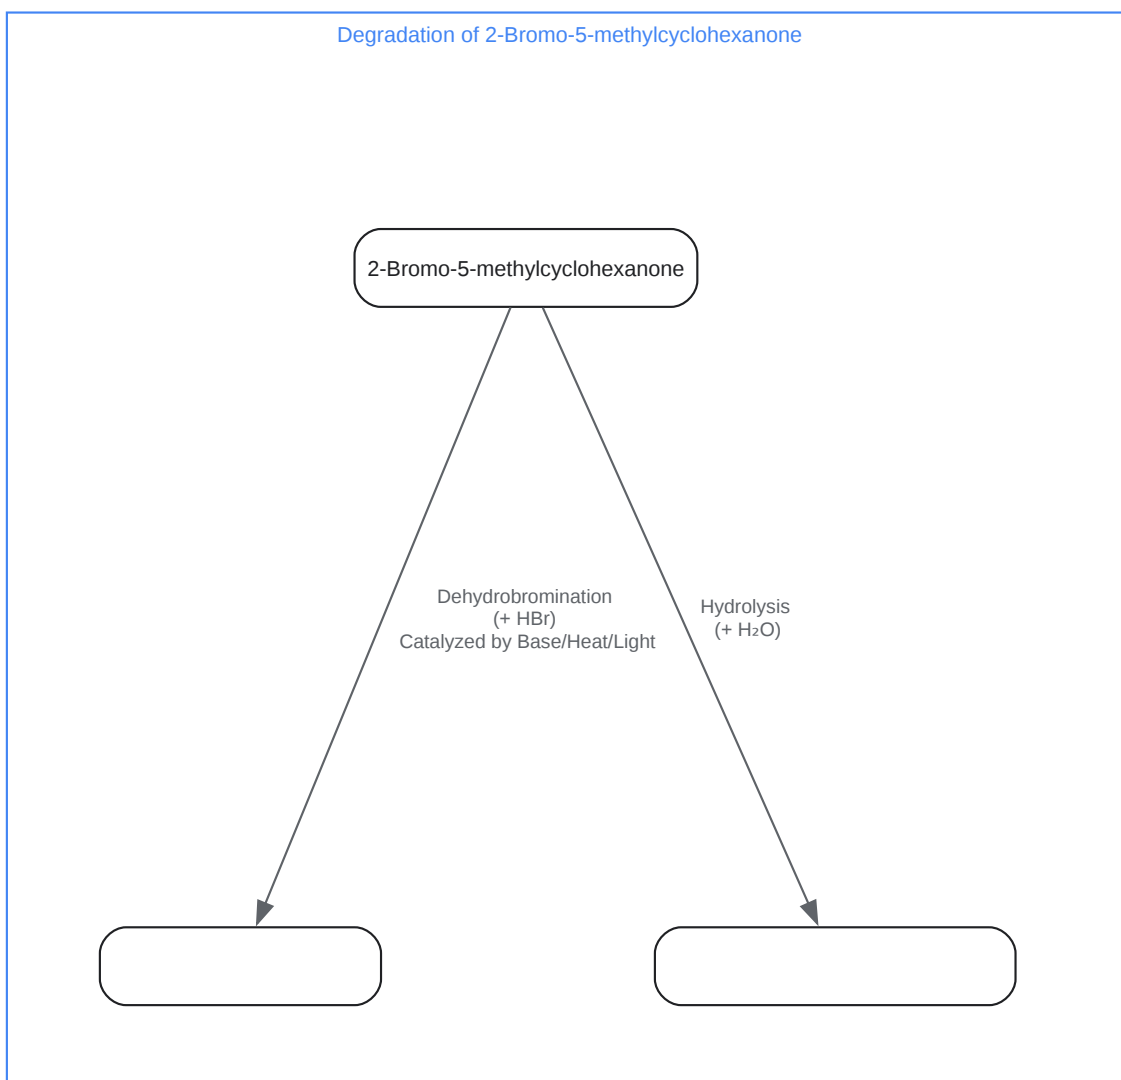 Degradation of 2-Bromo-5-methylcyclohexanone
2-Bromo-5-methylcyclohexanone
Dehydrobromination
(+ HBr)
Catalyzed by Base/Heat/Light
Hydrolysis
(+ H₂O)